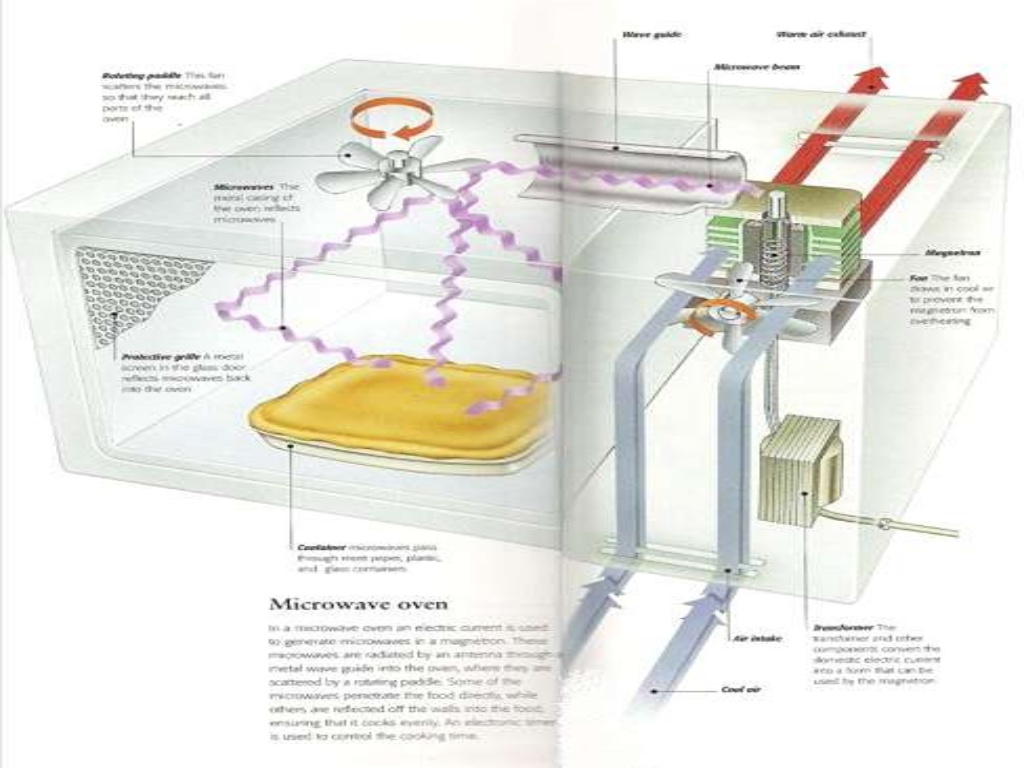 Wave guide
Warm air exhaust
Microwave beam
Rotating paddle This fan
scatters the microwaves
so that they reach all
parts of the
oven
Microwaves The
metal casing of
the oven reflects
microwaves
Magnetron
Fan The fan
draws in cool air
to prevent the
magnetron from
overheating
Protective grille A metal
screen in the glass door
reflects microwaves back
into the oven
Container microwaves pass
through most paper, plastic,
and glass containers
Microwave oven
In a microwave oven an electric current is used
to generate microwaves in a magnetron. These
microwaves are radiated by an antenna through a
metal wave guide into the oven, where they are
scattered by a rotating paddle. Some of the
microwaves penetrate the food directly, while
others are reflected off the walls into the food,
ensuring that it cooks evenly. An electronic timer
is used to control the cooking time.
Air intake
Cool air
Transformer The
transformer and other
components convert the
domestic electric current
into a form that can be
used by the magnetron